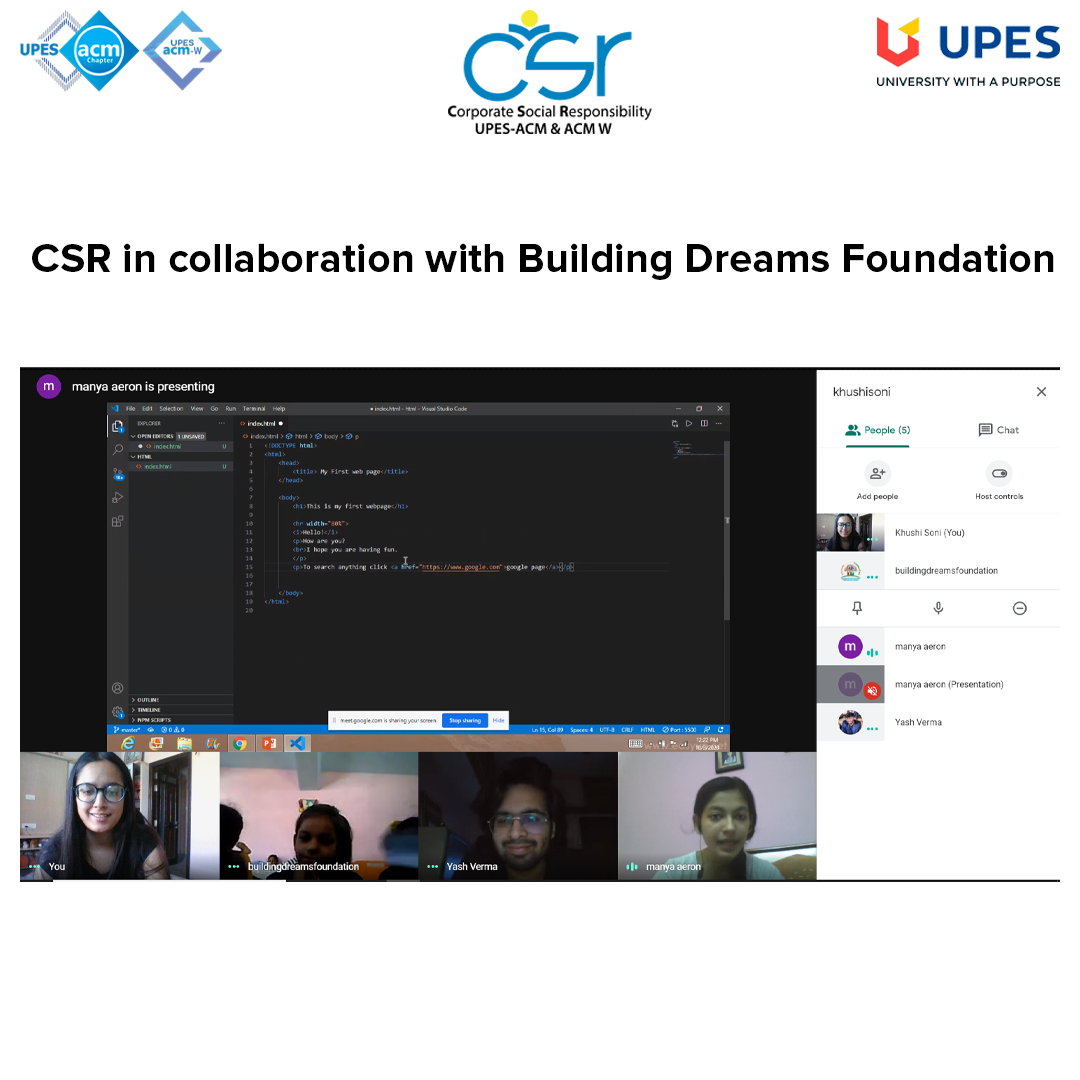 UPES acm Chapter
UPES acm-w
csr
Corporate Social Responsibility
UPES-ACM & ACM W
UPES
UNIVERSITY WITH A PURPOSE
CSR in collaboration with Building Dreams Foundation
m manya aeron is presenting
File Edit Selection View Go Run Terminal Help
● index.html - html - Visual Studio Code
EXPLORER
OPEN EDITORS 1 UNSAVED
index.html U
HTML
index.html U
OUTLINE
TIMELINE
NPM SCRIPTS
index.html
index.html > html > body > p
1 <!DOCTYPE html>
2 <html>
3 <head>
4 <title> My First web page</title>
5 </head>
6
7 <body>
8 <h1>This is my first webpage</h1>
9
10 <hr width="80%">
11 <i>Hello!</i>
12 <p>How are you?
13 <br>I hope you are having fun.
14 </p>
15 <p>To search anything click <a href="https://www.google.com">google page</a></p>
16
17
18 </body>
19 </html>
20
meet.google.com is sharing your screen. Stop sharing Hide
master* 0 0 Ln 15, Col 89 Spaces: 8 UTF-8 CRLF HTML Port : 5500
12:22 PM
10/5/2020
You
buildingdreamsfoundation
Yash Verma
manya aeron
khushisoni
People (5)
Chat
Add people
Host controls
Khushi Soni (You)
buildingdreamsfoundation
m manya aeron
m manya aeron (Presentation)
Yash Verma